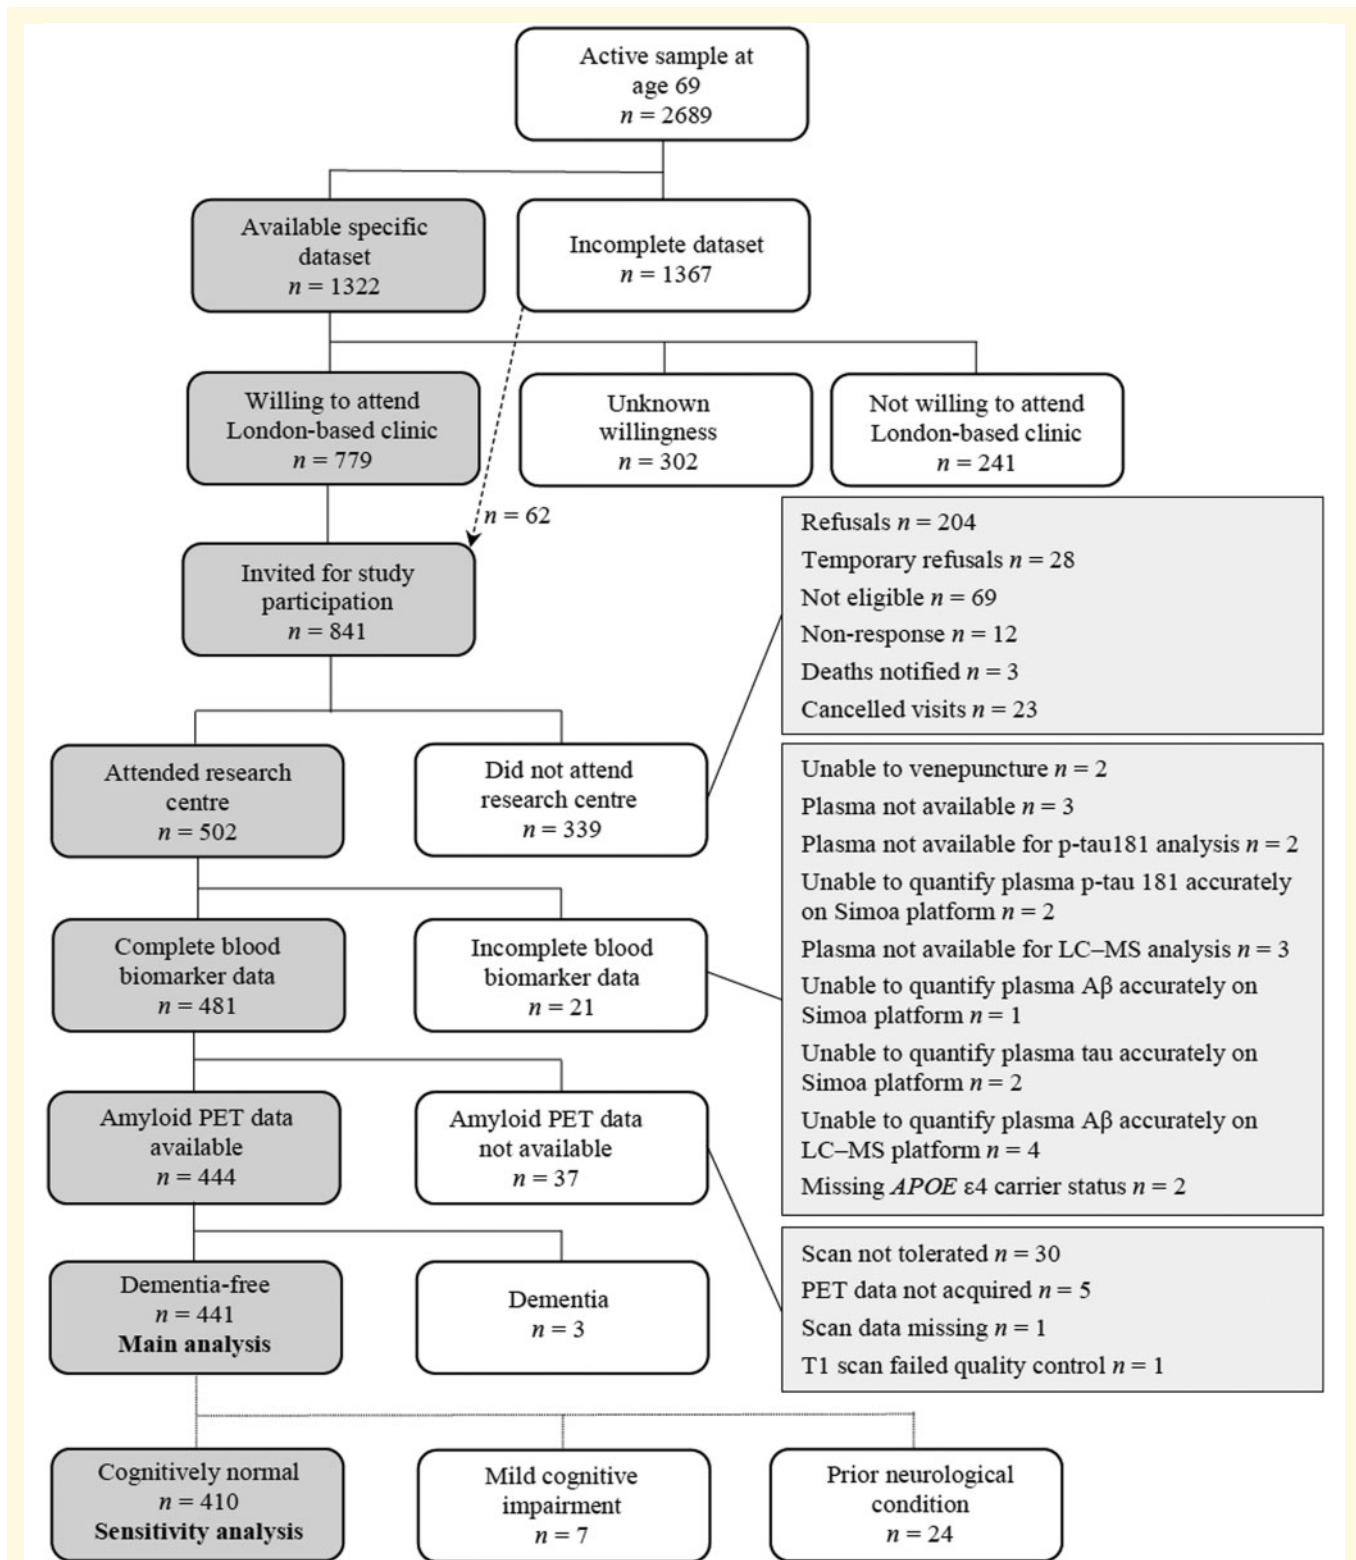 Active sample at
age 69
n = 2689
Available specific
dataset
n = 1322
Incomplete dataset
n = 1367
Willing to attend
London-based clinic
n = 779
Unknown
willingness
n = 302
Not willing to attend
London-based clinic
n = 241
n = 62
Invited for study
participation
n = 841
Refusals n = 204
Temporary refusals n = 28
Not eligible n = 69
Non-response n = 12
Deaths notified n = 3
Cancelled visits n = 23
Attended research
centre
n = 502
Did not attend
research centre
n = 339
Complete blood
biomarker data
n = 481
Incomplete blood
biomarker data
n = 21
Unable to venepuncture n = 2
Plasma not available n = 3
Plasma not available for p-tau181 analysis n = 2
Unable to quantify plasma p-tau 181 accurately
on Simoa platform n = 2
Plasma not available for LC–MS analysis n = 3
Unable to quantify plasma Aβ accurately on
Simoa platform n = 1
Unable to quantify plasma tau accurately on
Simoa platform n = 2
Unable to quantify plasma Aβ accurately on
LC–MS platform n = 4
Missing APOE ε4 carrier status n = 2
Amyloid PET data
available
n = 444
Amyloid PET data
not available
n = 37
Scan not tolerated n = 30
PET data not acquired n = 5
Scan data missing n = 1
T1 scan failed quality control n = 1
Dementia-free
n = 441
Main analysis
Dementia
n = 3
Cognitively normal
n = 410
Sensitivity analysis
Mild cognitive
impairment
n = 7
Prior neurological
condition
n = 24